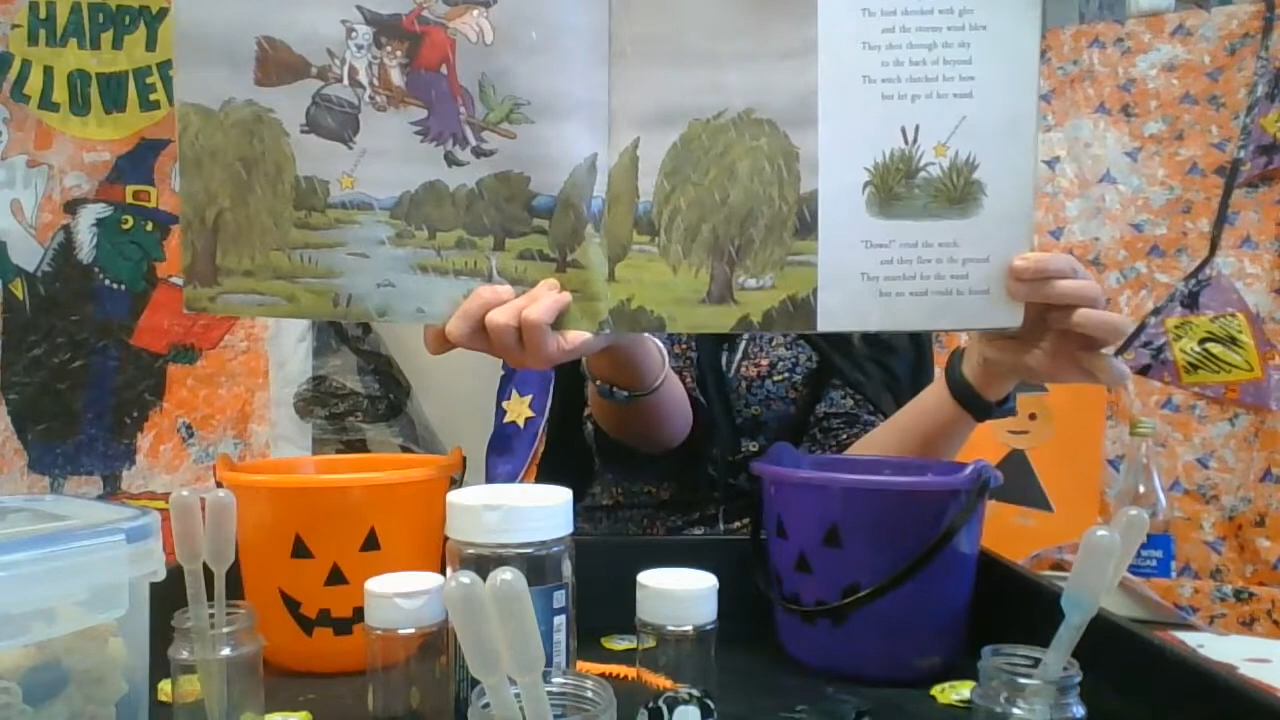 HAPPY
ALLOWEE
The bird shrieked with glee
and the stormy wind blew
They shot through the sky
to the back of beyond
The witch clutched her bow
but let go of her wand.
"Down!" cried the witch,
and they flew to the ground.
They searched for the wand
but no wand could be found.
WINE
EGAR